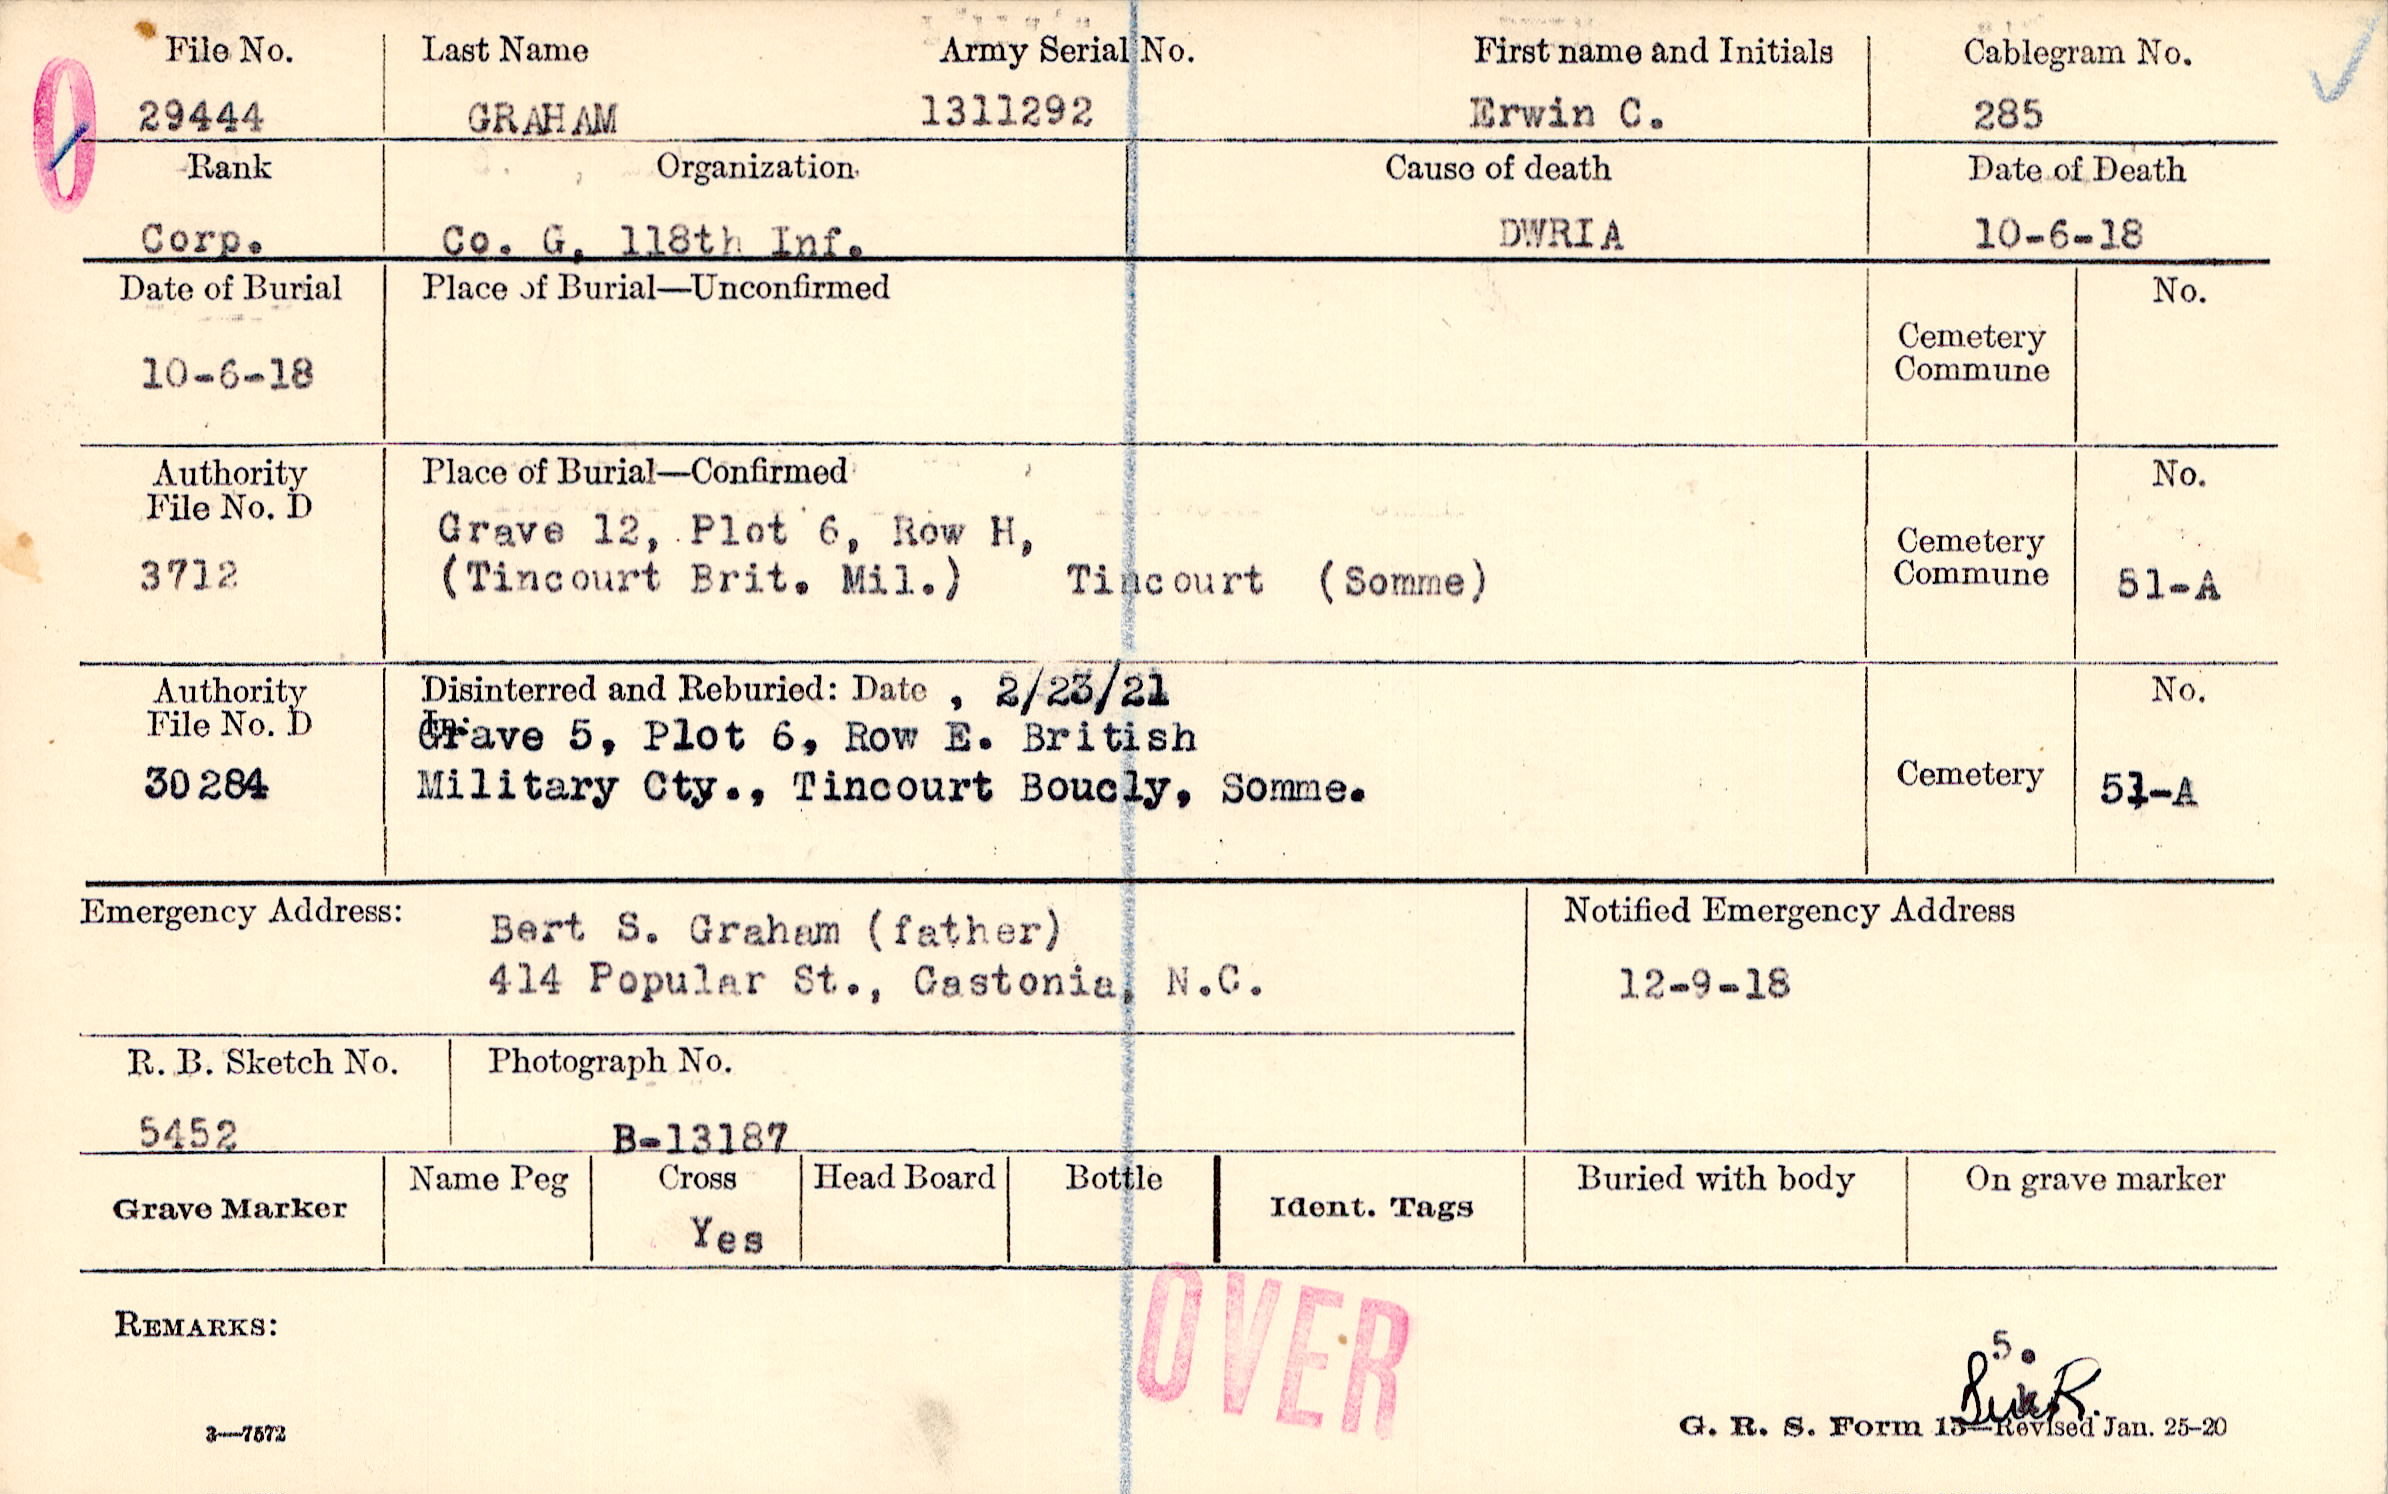 File No. Last Name Army Serial No. First name and Initials Cablegram No.
29444 GRAHAM 1311292 Erwin C. 285
Rank Organization Cause of death Date of Death
Corp. Co. G, 118th Inf. DWRIA 10-6-18
Date of Burial Place of Burial—Unconfirmed No.
Cemetery
Commune
10-6-18
Authority Place of Burial—Confirmed No.
File No. D
Grave 12, Plot 6, Row H,
Cemetery
3712 (Tincourt Brit. Mil.) Tincourt (Somme) Commune 51-A
Authority Disinterred and Reburied: Date , 2/23/21 No.
File No. D In:
Grave 5, Plot 6, Row E. British
30284 Military Cty., Tincourt Boucly, Somme. Cemetery 51-A
Emergency Address: Notified Emergency Address
Bert S. Graham (father)
414 Popular St., Gastonia, N.C. 12-9-18
R. B. Sketch No. Photograph No.
5452 B-13187
Grave Marker Name Peg Cross Head Board Bottle Ident. Tags Buried with body On grave marker
Yes
OVER
REMARKS:
5.
3—7572 G. R. S. Form 15—Revised Jan. 25-20